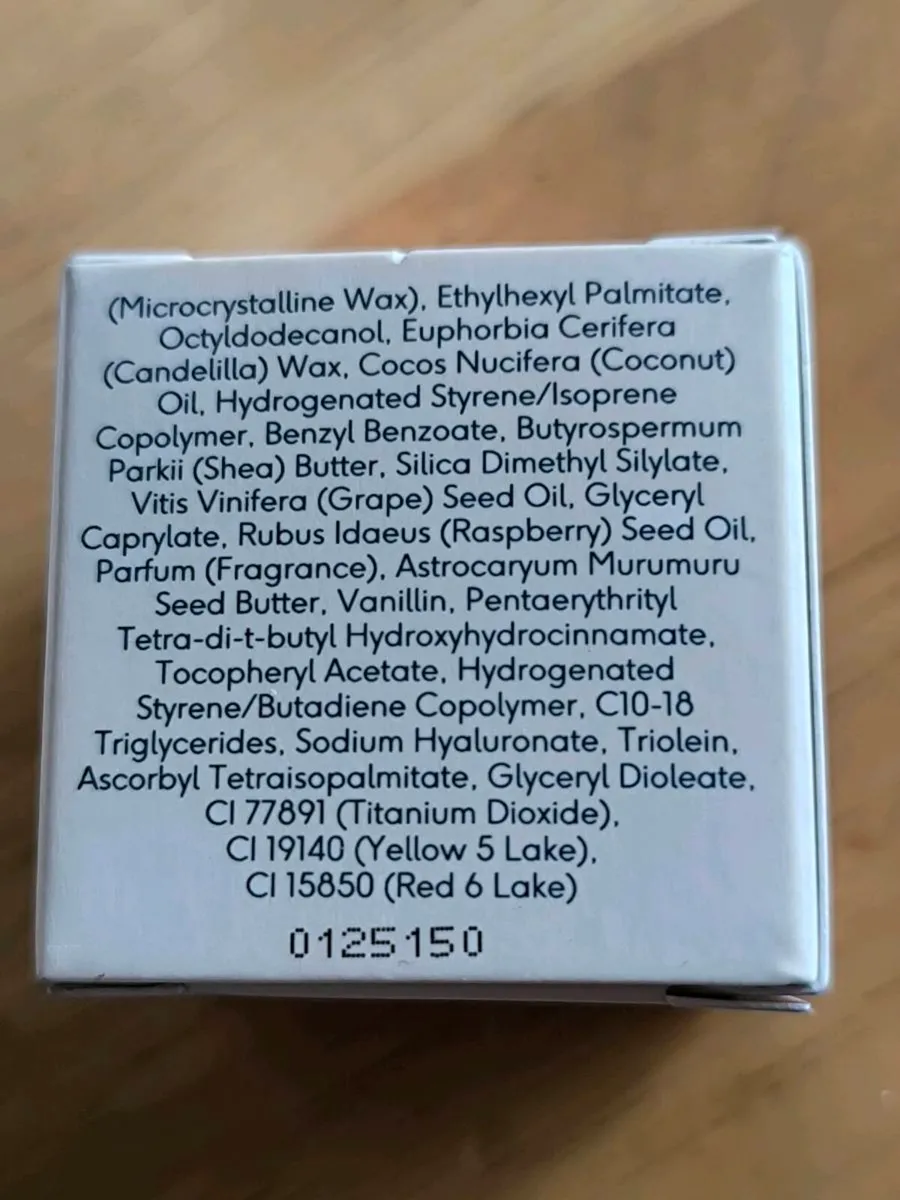 (Microcrystalline Wax), Ethylhexyl Palmitate,
Octyldodecanol, Euphorbia Cerifera
(Candelilla) Wax, Cocos Nucifera (Coconut)
Oil, Hydrogenated Styrene/Isoprene
Copolymer, Benzyl Benzoate, Butyrospermum
Parkii (Shea) Butter, Silica Dimethyl Silylate,
Vitis Vinifera (Grape) Seed Oil, Glyceryl
Caprylate, Rubus Idaeus (Raspberry) Seed Oil,
Parfum (Fragrance), Astrocaryum Murumuru
Seed Butter, Vanillin, Pentaerythrityl
Tetra-di-t-butyl Hydroxyhydrocinnamate,
Tocopheryl Acetate, Hydrogenated
Styrene/Butadiene Copolymer, C10-18
Triglycerides, Sodium Hyaluronate, Triolein,
Ascorbyl Tetraisopalmitate, Glyceryl Dioleate,
CI 77891 (Titanium Dioxide),
CI 19140 (Yellow 5 Lake),
CI 15850 (Red 6 Lake)
0125150